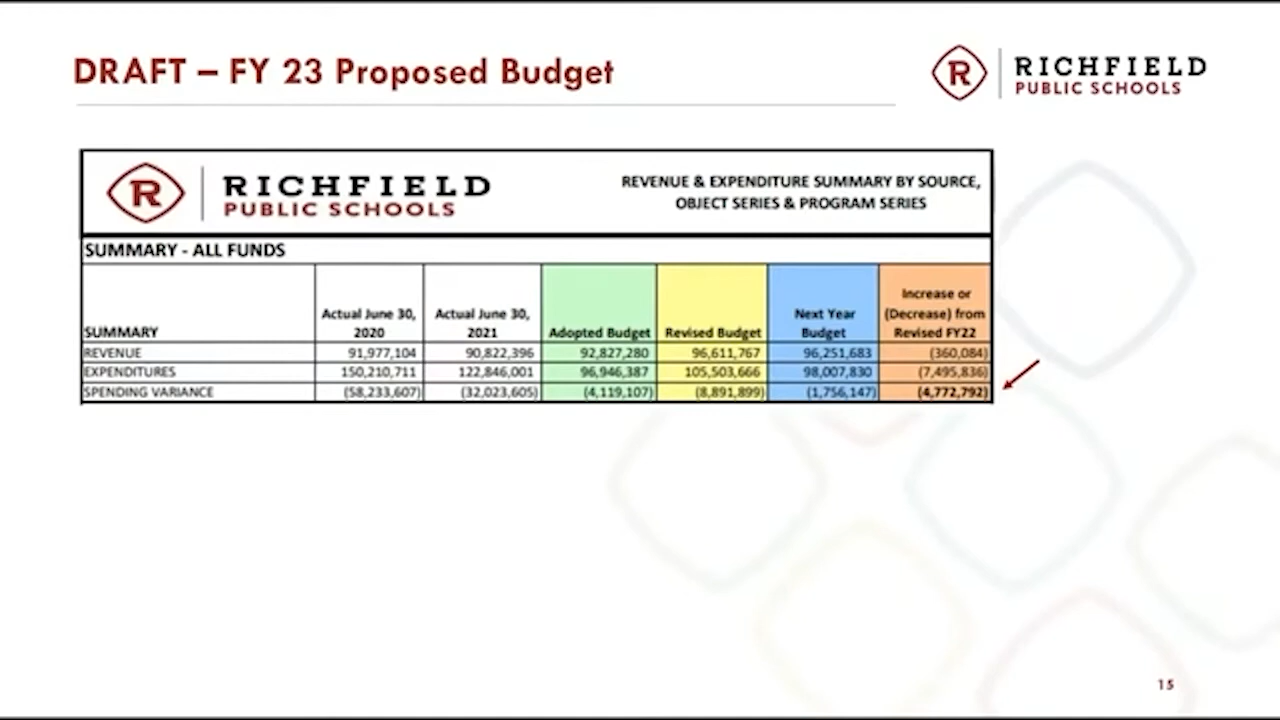 DRAFT – FY 23 Proposed Budget
RICHFIELD
PUBLIC SCHOOLS
RICHFIELD
PUBLIC SCHOOLS
REVENUE & EXPENDITURE SUMMARY BY SOURCE,
OBJECT SERIES & PROGRAM SERIES
SUMMARY - ALL FUNDS
SUMMARY Actual June 30, 2020 Actual June 30, 2021 Adopted Budget Revised Budget Next Year Budget Increase or (Decrease) from Revised FY22
REVENUE 91,977,104 90,822,396 92,827,280 96,611,767 96,251,683 (360,084)
EXPENDITURES 150,210,711 122,846,001 96,946,387 105,503,666 98,007,830 (7,495,836)
SPENDING VARIANCE (58,233,607) (32,023,605) (4,119,107) (8,891,899) (1,756,147) (4,772,792)
15